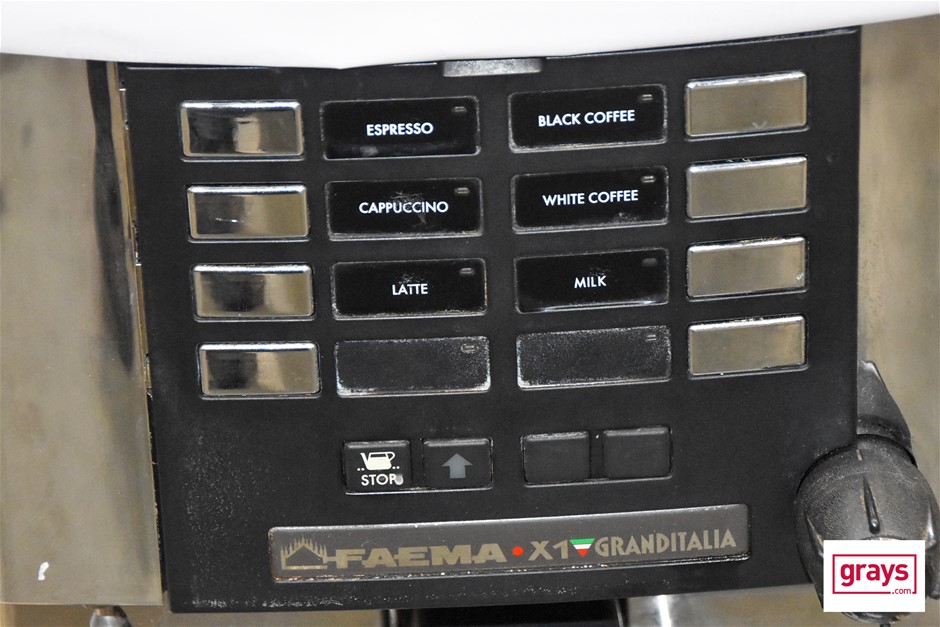 ESPRESSO
BLACK COFFEE
CAPPUCCINO
WHITE COFFEE
LATTE
MILK
STOP
FAEMA • X1 GRANDITALIA
grays
.com